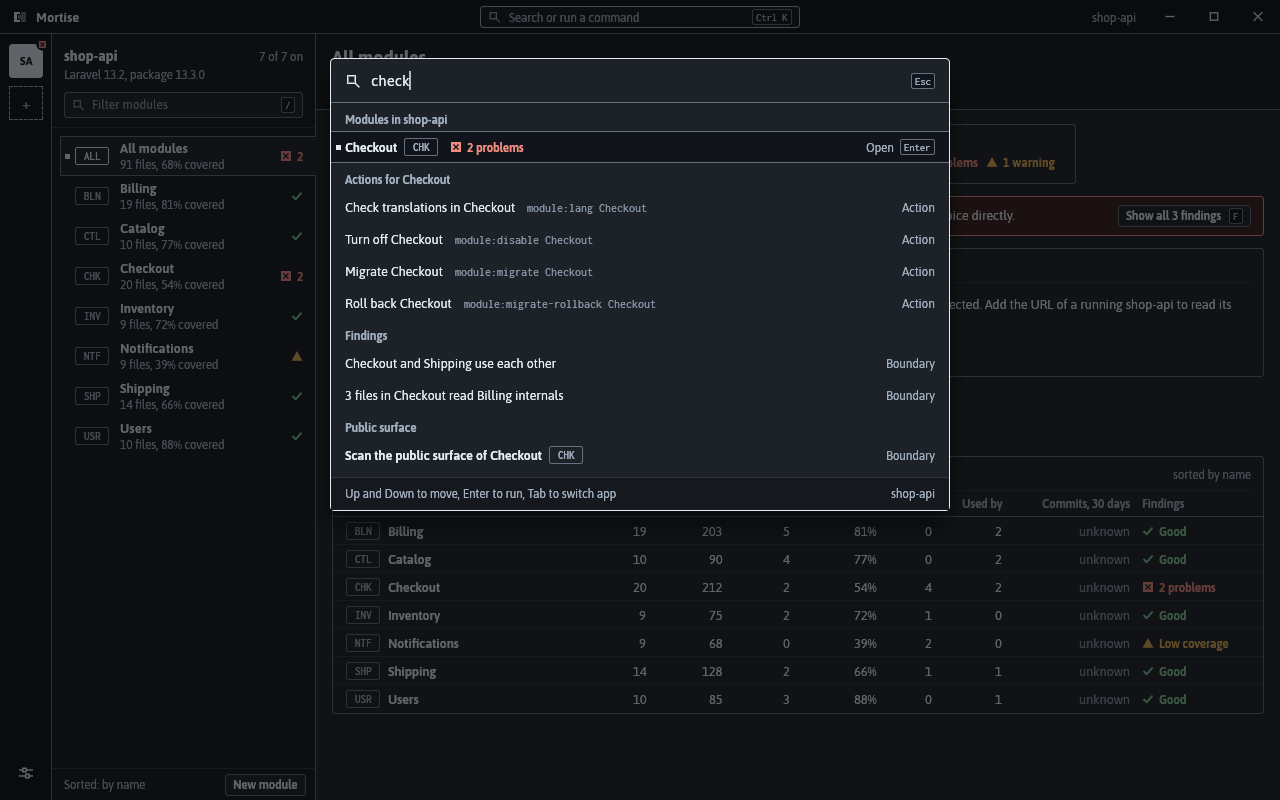 Mortise
Search or run a command
Ctrl K
shop-api
SA
+
shop-api
7 of 7 on
Laravel 13.2, package 13.3.0
Filter modules
/
ALL
All modules
91 files, 68% covered
2
BLN
Billing
19 files, 81% covered
CTL
Catalog
10 files, 77% covered
CHK
Checkout
20 files, 54% covered
2
INV
Inventory
9 files, 72% covered
NTF
Notifications
9 files, 39% covered
SHP
Shipping
14 files, 66% covered
USR
Users
10 files, 88% covered
Sorted: by name
New module
All modules
check
Esc
Modules in shop-api
Checkout CHK 2 problems
Open Enter
Actions for Checkout
Check translations in Checkout module:lang Checkout Action
Turn off Checkout module:disable Checkout Action
Migrate Checkout module:migrate Checkout Action
Roll back Checkout module:migrate-rollback Checkout Action
Findings
Checkout and Shipping use each other Boundary
3 files in Checkout read Billing internals Boundary
Public surface
Scan the public surface of Checkout CHK Boundary
Up and Down to move, Enter to run, Tab to switch app shop-api
1 warning
directly.
Show all 3 findings F
Add the URL of a running shop-api to read its
sorted by name
Used by Commits, 30 days Findings
BLN Billing 19 203 5 81% 0 2 unknown Good
CTL Catalog 10 90 4 77% 0 2 unknown Good
CHK Checkout 20 212 2 54% 4 2 unknown 2 problems
INV Inventory 9 75 2 72% 1 0 unknown Good
NTF Notifications 9 68 0 39% 2 0 unknown Low coverage
SHP Shipping 14 128 2 66% 1 1 unknown Good
USR Users 10 85 3 88% 0 1 unknown Good